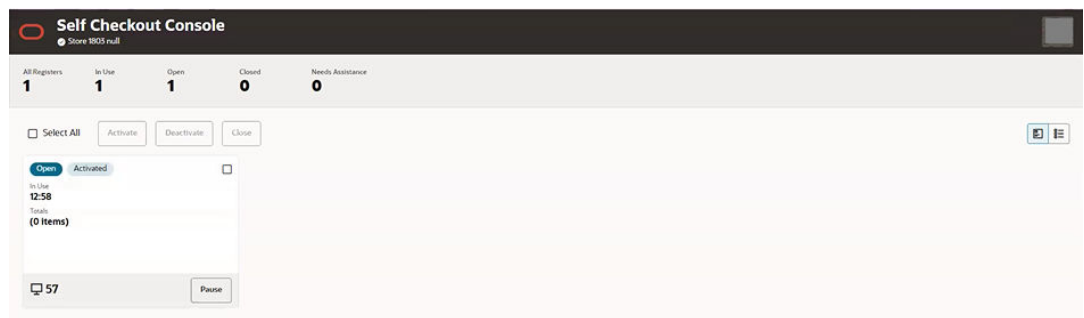 Self Checkout Console
Store 1803 null
All Registers In Use Open Closed Needs Assistance
1 1 1 0 0
Select All Activate Deactivate Close
Open Activated
In Use
12:58
Totals
(0 Items)
57 Pause